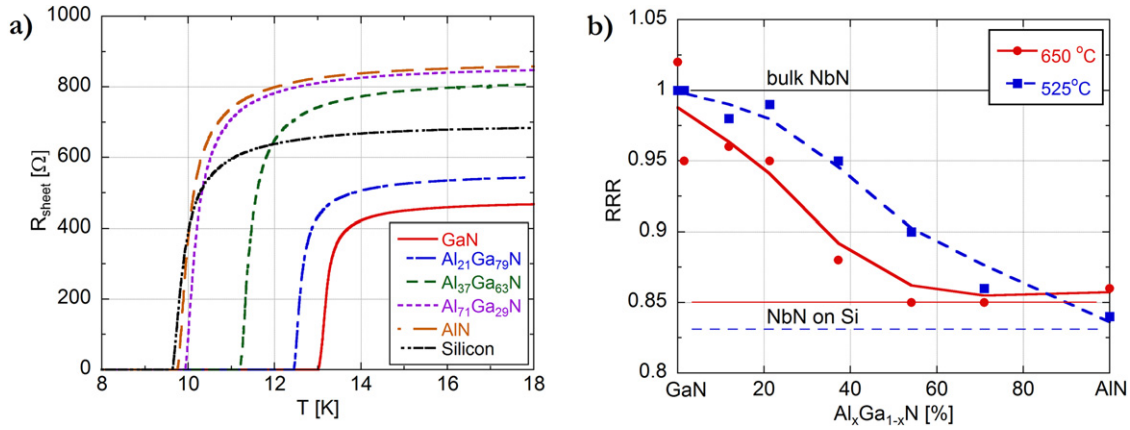 a)
R_sheet [Ω]
1000
800
600
400
200
0
8
10
12
14
16
18
T [K]
GaN
Al₂₁Ga₇₉N
Al₃₇Ga₆₃N
Al₇₁Ga₂₉N
AlN
Silicon
b)
RRR
1.05
1
0.95
0.9
0.85
0.8
bulk NbN
650 °C
525°C
NbN on Si
GaN
20
40
60
80
AlN
AlₓGa₁₋ₓN [%]